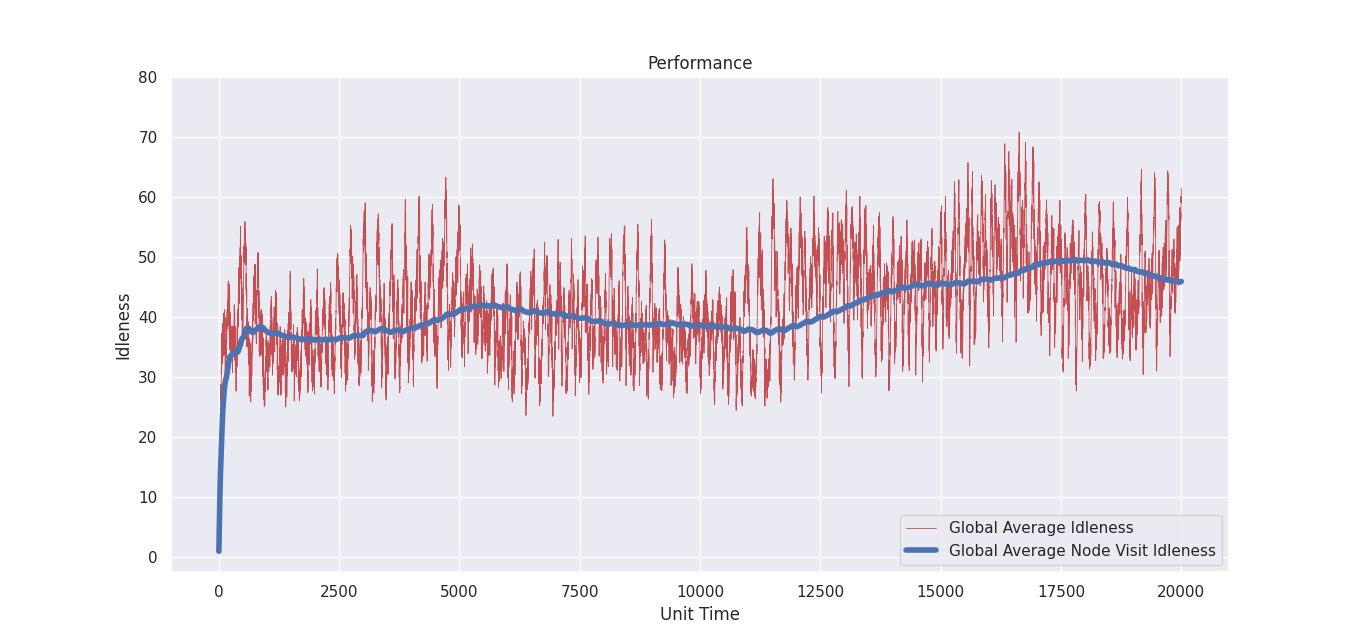 Performance
80
70
60
50
40
30
20
10
0
Idleness
0 2500 5000 7500 10000 12500 15000 17500 20000
Unit Time
Global Average Idleness
Global Average Node Visit Idleness